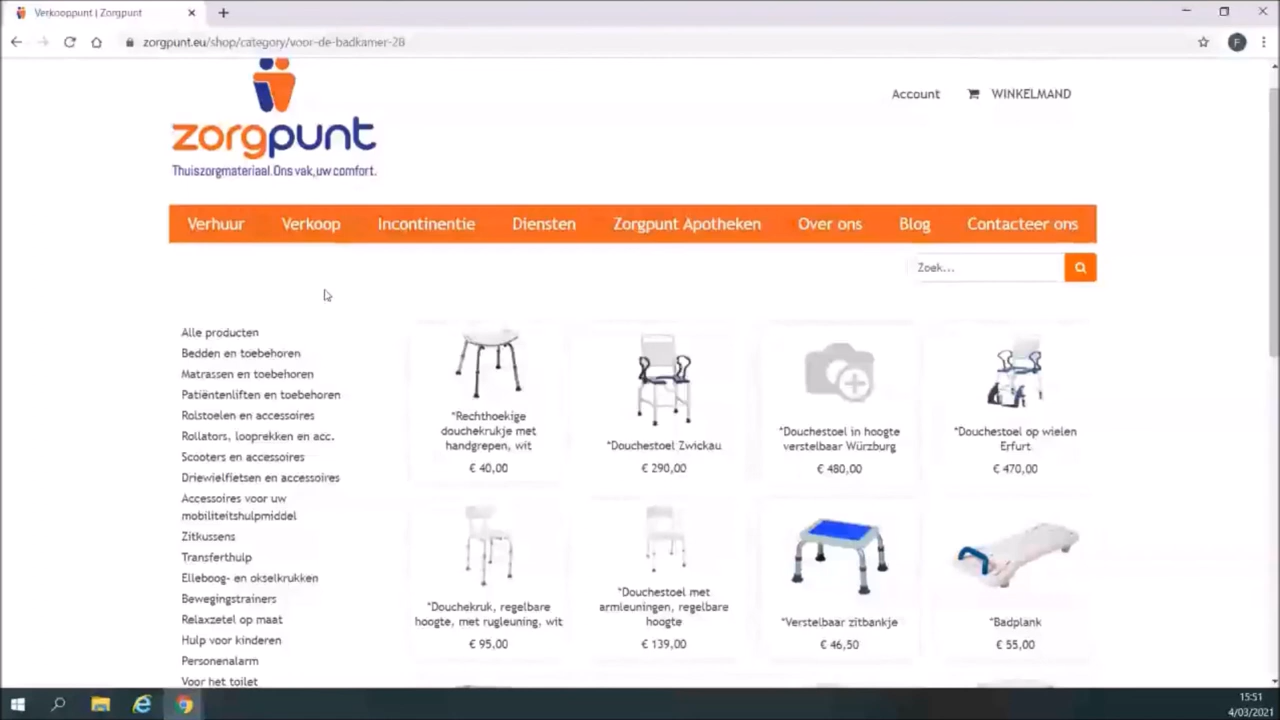 Verkooppunt | Zorgpunt
zorgpunt.eu/shop/category/voor-de-badkamer-28
F
zorgpunt
Thuiszorgmateriaal. Ons vak, uw comfort.
Account
WINKELMAND
Verhuur
Verkoop
Incontinentie
Diensten
Zorgpunt Apotheken
Over ons
Blog
Contacteer ons
Zoek...
Alle producten
Bedden en toebehoren
Matrassen en toebehoren
Patiëntenliften en toebehoren
Rolstoelen en accessoires
Rollators, looprekken en acc.
Scooters en accessoires
Driewielfietsen en accessoires
Accessoires voor uw
mobiliteitshulpmiddel
Zitkussens
Transferthulp
Elleboog- en okselkrukken
Bewegingstrainers
Relaxzetel op maat
Hulp voor kinderen
Personenalarm
Voor het toilet
*Rechthoekige
douchekrukje met
handgrepen, wit
€ 40,00
*Douchestoel Zwickau
€ 290,00
*Douchestoel in hoogte
verstelbaar Würzburg
€ 480,00
*Douchestoel op wielen
Erfurt
€ 470,00
*Douchekruk, regelbare
hoogte, met rugleuning, wit
€ 95,00
*Douchestoel met
armleuningen, regelbare
hoogte
€ 139,00
*Verstelbaar zitbankje
€ 46,50
*Badplank
€ 55,00
15:51
4/03/2021